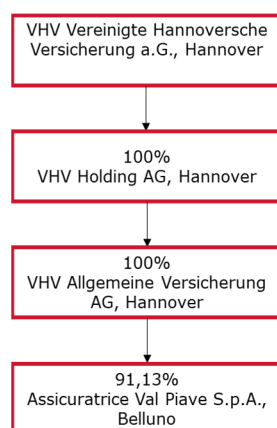 VHV Vereinigte Hannoversche
Versicherung a.G., Hannover
100%
VHV Holding AG, Hannover
100%
VHV Allgemeine Versicherung
AG, Hannover
91,13%
Assicuratrice Val Piave S.p.A.,
Belluno